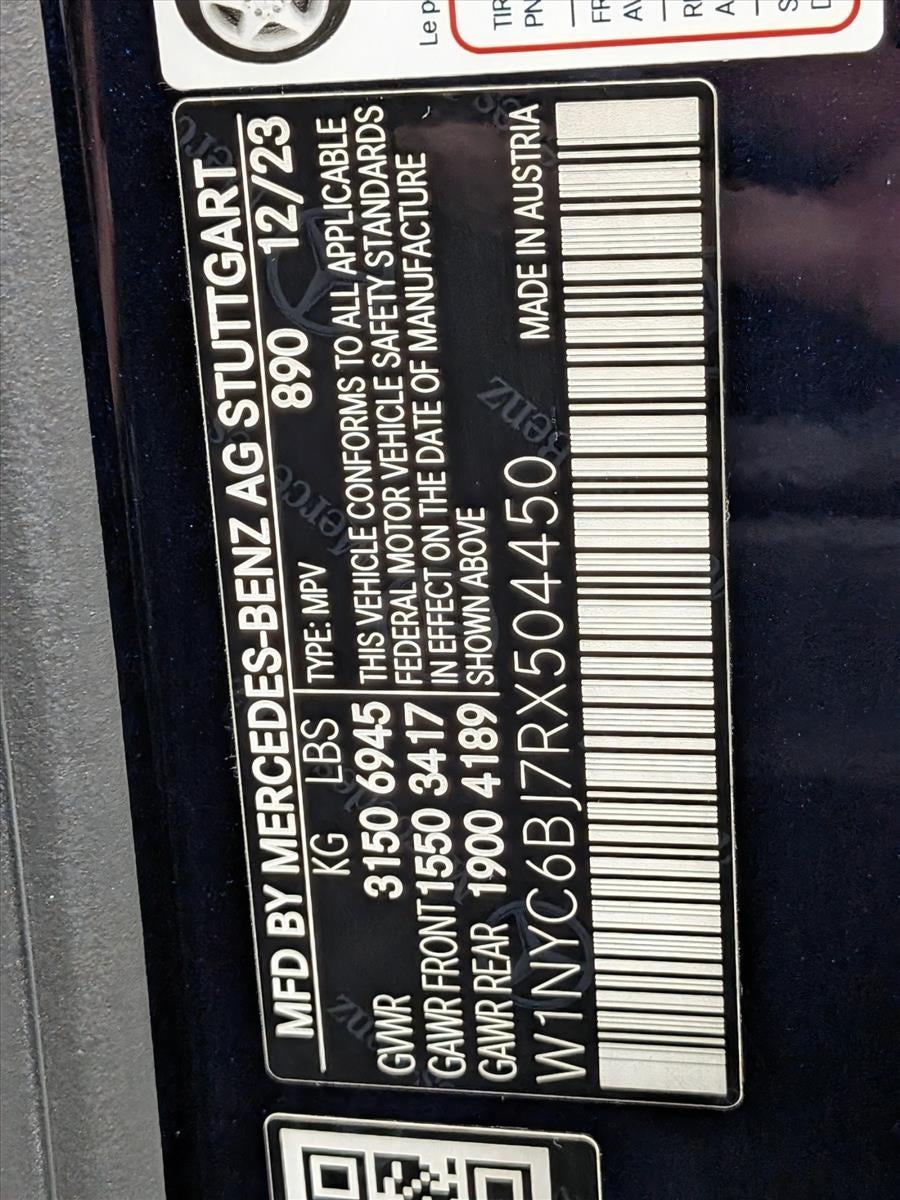 MFD BY MERCEDES-BENZ AG STUTTGART
890 12/23
KG LBS
GVWR 3150 6945
GAWR FRONT 1550 3417
GAWR REAR 1900 4189
TYPE: MPV
THIS VEHICLE CONFORMS TO ALL APPLICABLE
FEDERAL MOTOR VEHICLE SAFETY STANDARDS
IN EFFECT ON THE DATE OF MANUFACTURE
SHOWN ABOVE
MADE IN AUSTRIA
W1NYC6BJ7RX504450